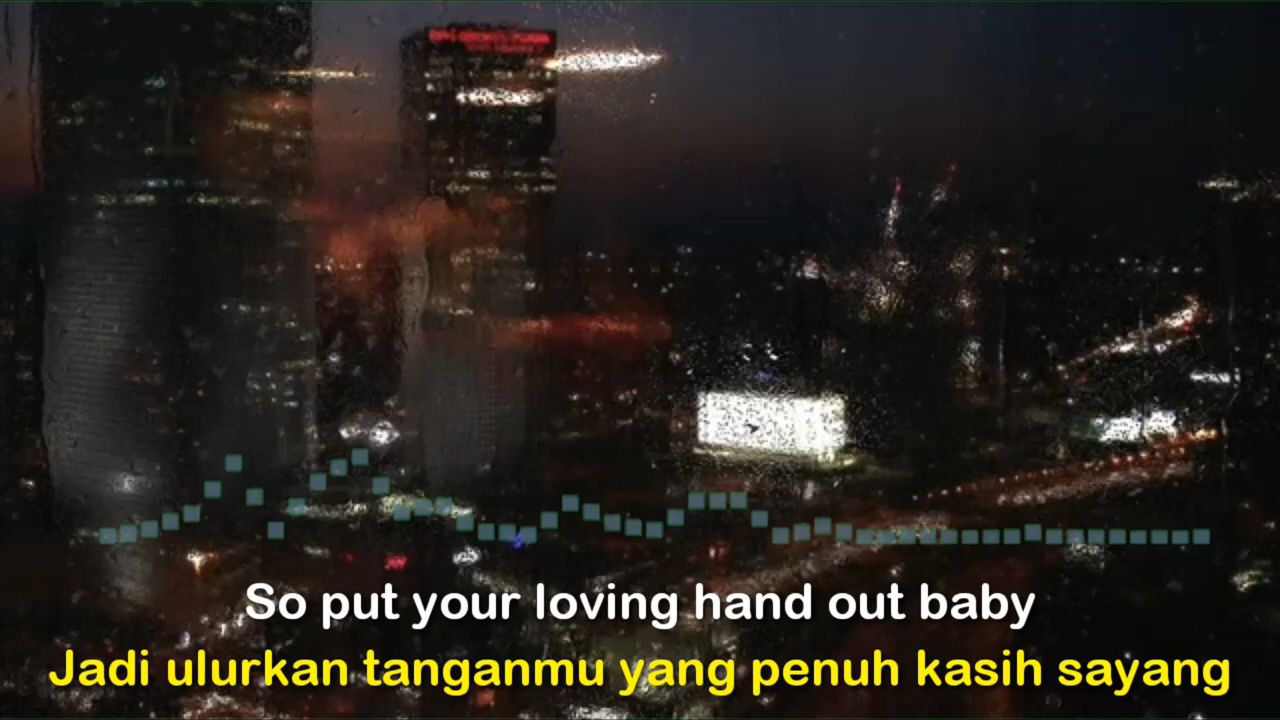 So put your loving hand out baby
Jadi ulurkan tanganmu yang penuh kasih sayang